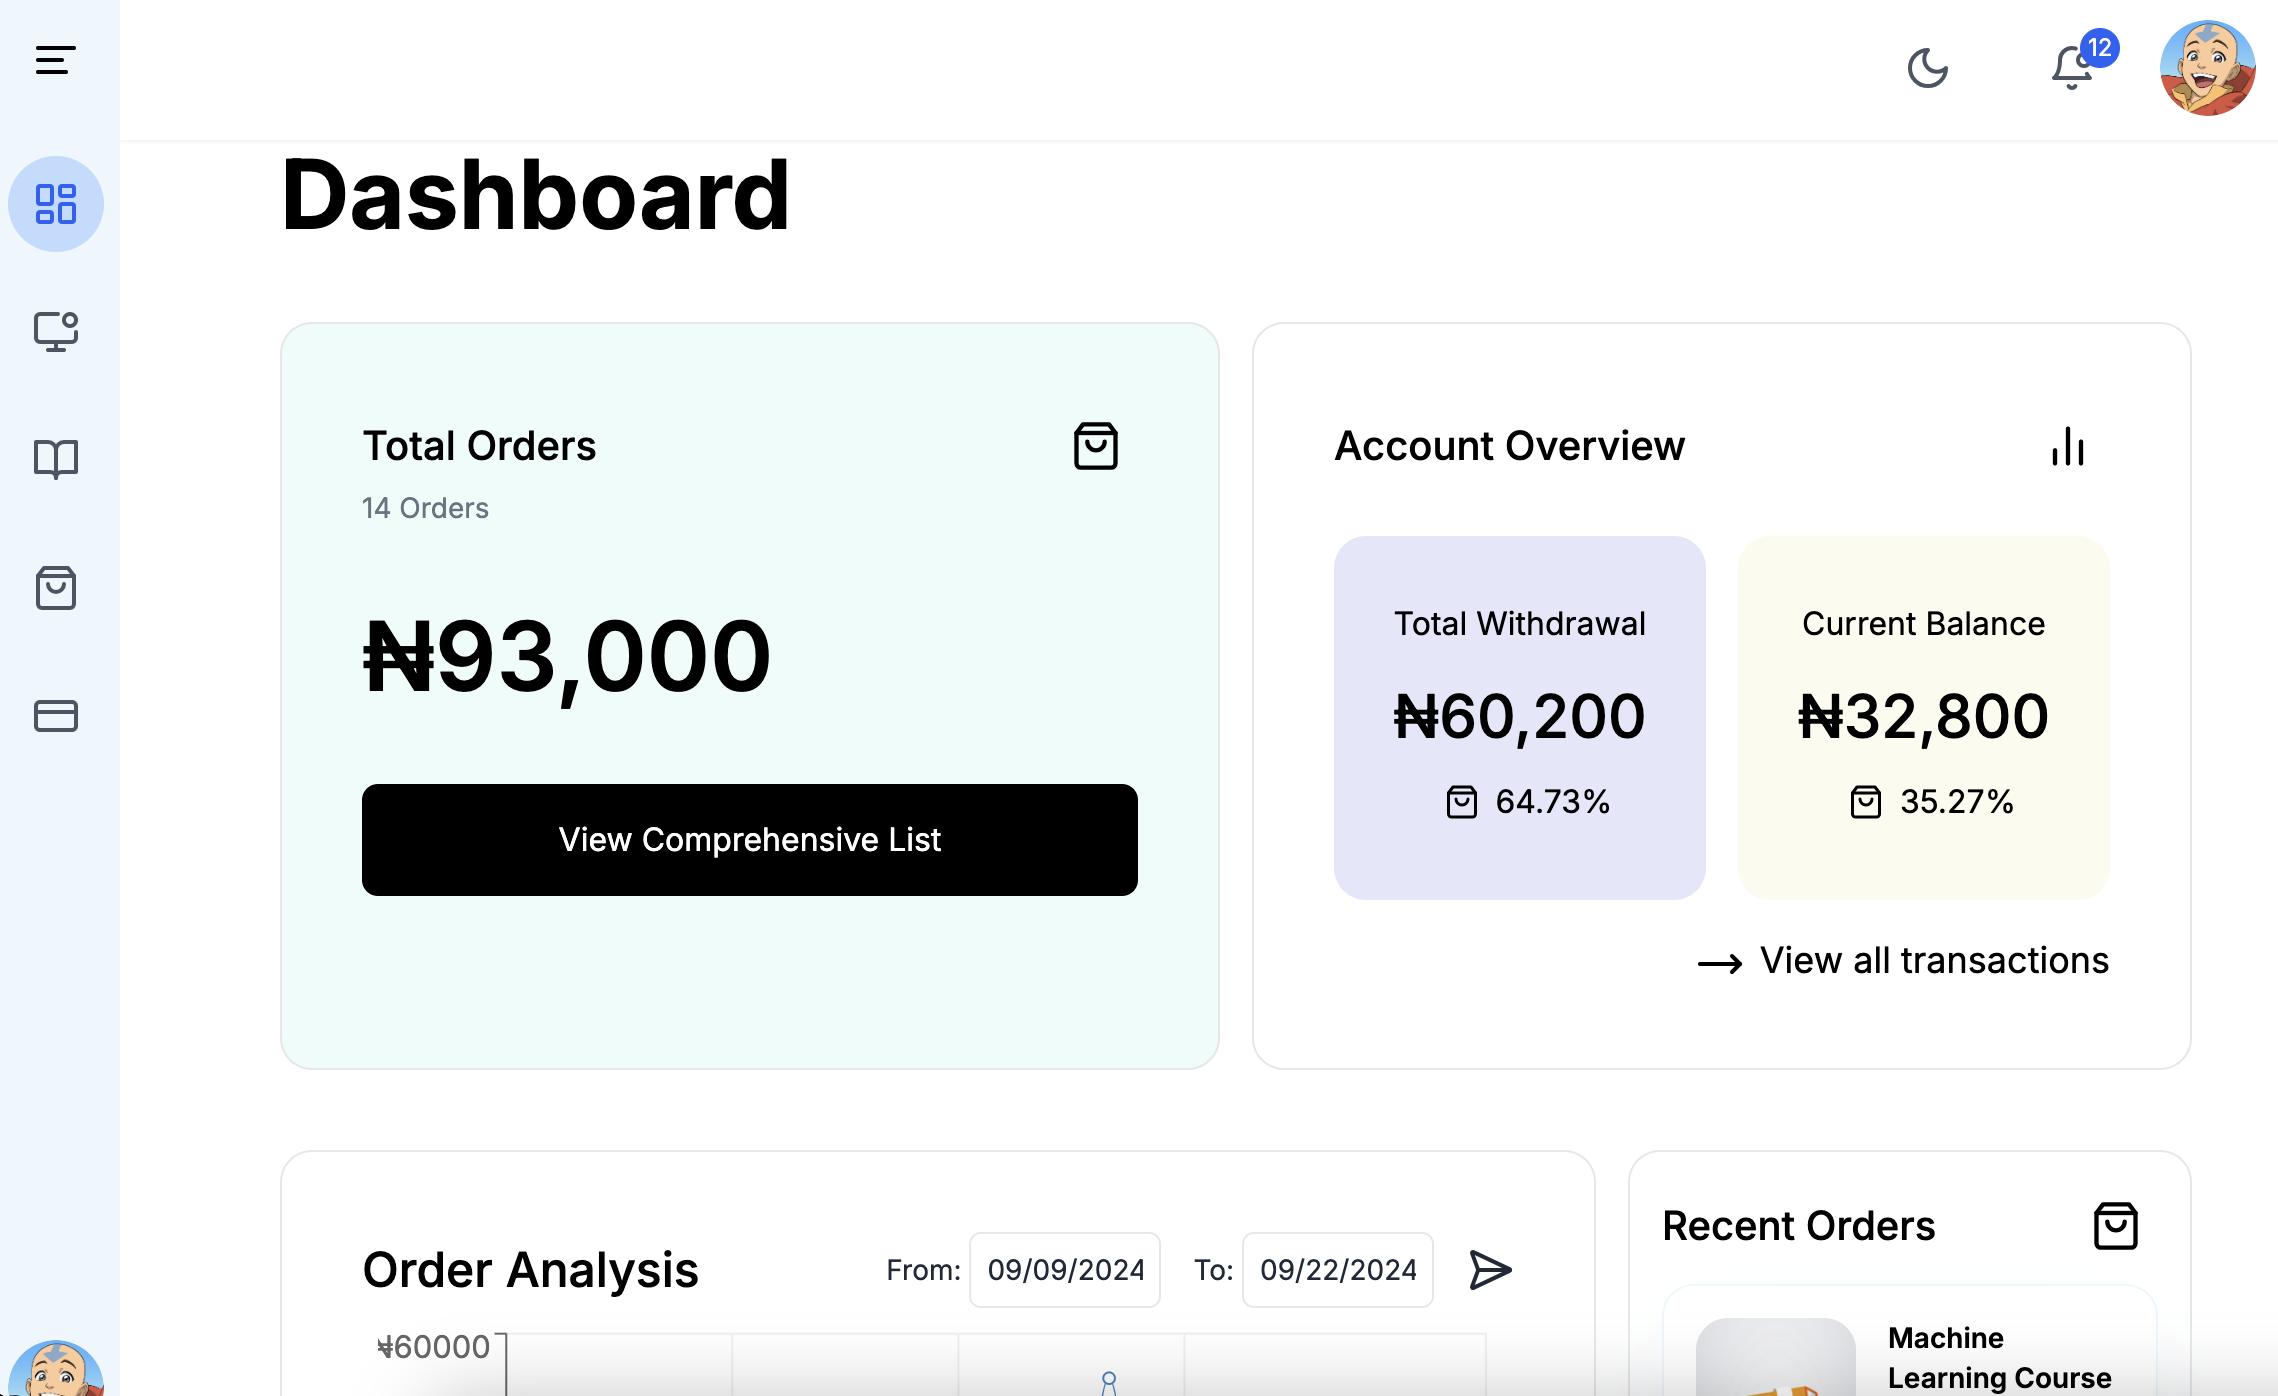 12
Dashboard
Total Orders
14 Orders
₦93,000
View Comprehensive List
Account Overview
Total Withdrawal
₦60,200
64.73%
Current Balance
₦32,800
35.27%
View all transactions
Order Analysis
From: 09/09/2024 To: 09/22/2024
₦60000
Recent Orders
Machine
Learning Course